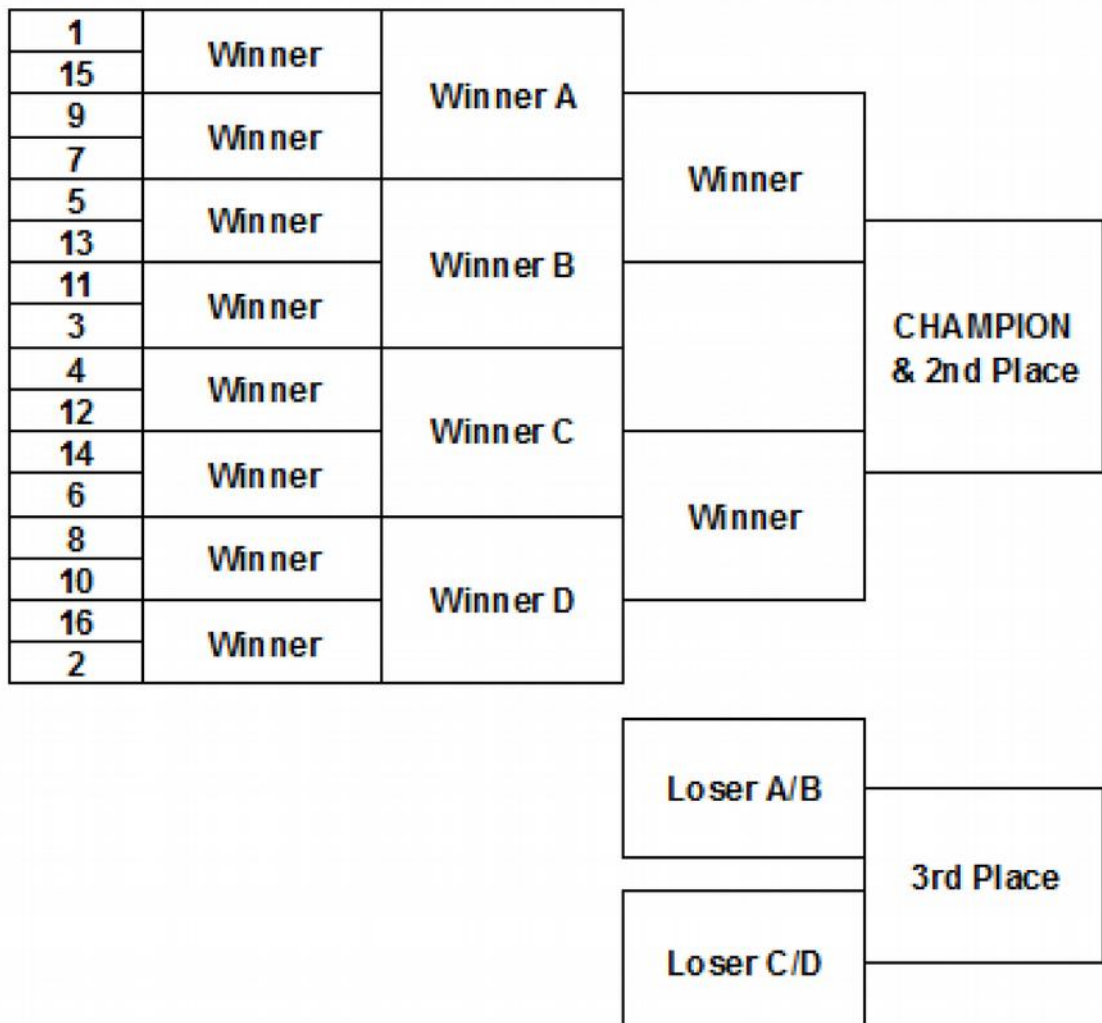 1
15
9
7
5
13
11
3
4
12
14
6
8
10
16
2
Winner
Winner
Winner
Winner
Winner
Winner
Winner
Winner
Winner A
Winner B
Winner C
Winner D
Winner
Winner
CHAMPION
& 2nd Place
Loser A/B
Loser C/D
3rd Place